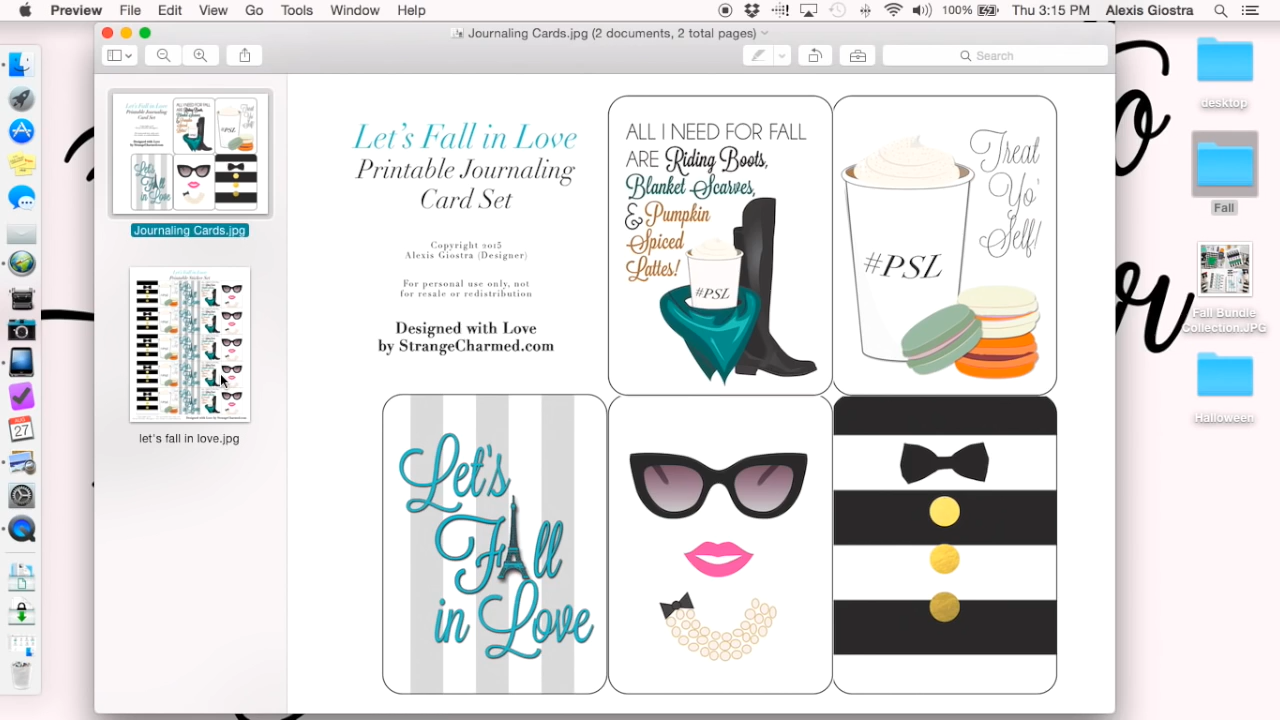 Preview File Edit View Go Tools Window Help
100% Thu 3:15 PM Alexis Giostra
Journaling Cards.jpg (2 documents, 2 total pages)
Search
Journaling Cards.jpg
let's fall in love.jpg
Let's Fall in Love
Printable Journaling
Card Set
Copyright 2015
Alexis Giostra (Designer)
For personal use only, not
for resale or redistribution
Designed with Love
by StrangeCharmed.com
ALL I NEED FOR FALL
ARE Riding Boots,
Blanket Scarves,
& Pumpkin
Spiced
Lattes!
#PSL
Treat
Yo'
Self!
#PSL
Let's
Fall
in Love
desktop
Fall
Fall Bundle
Collection.JPG
Halloween
27